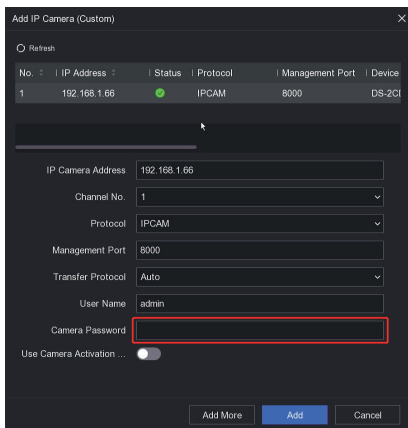 Add IP Camera (Custom)
Refresh
No. IP Address Status Protocol Management Port Device
1 192.168.1.66 IPCAM 8000 DS-2CI
IP Camera Address 192.168.1.66
Channel No. 1
Protocol IPCAM
Management Port 8000
Transfer Protocol Auto
User Name admin
Camera Password
Use Camera Activation ...
Add More Add Cancel